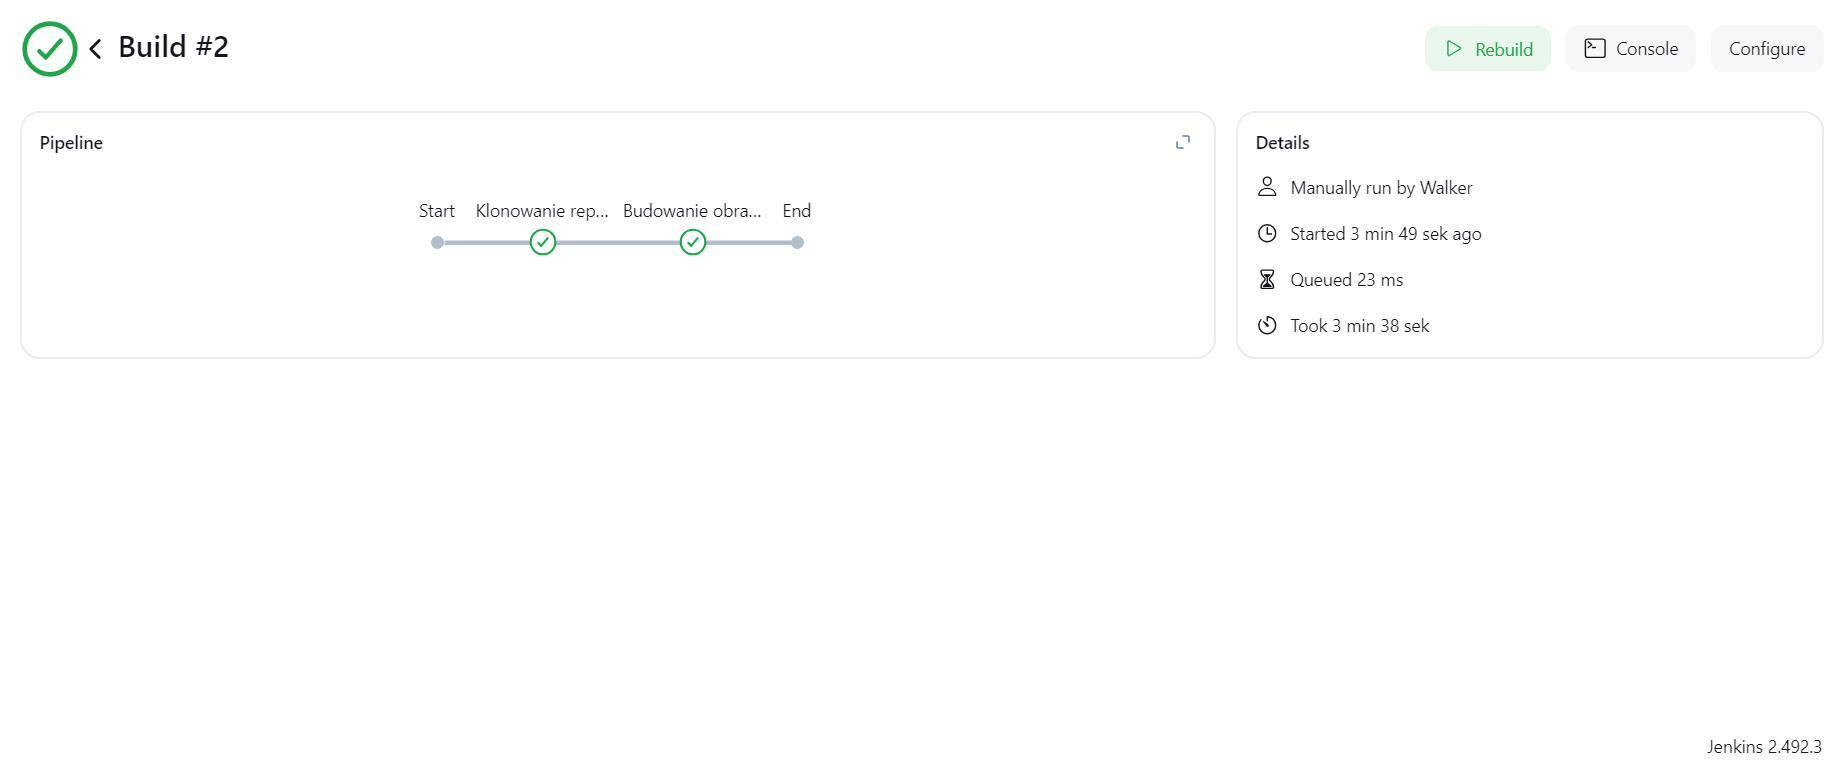 Build #2
Rebuild
Console
Configure
Pipeline
Start
Klonowanie rep...
Budowanie obra...
End
Details
Manually run by Walker
Started 3 min 49 sek ago
Queued 23 ms
Took 3 min 38 sek
Jenkins 2.492.3